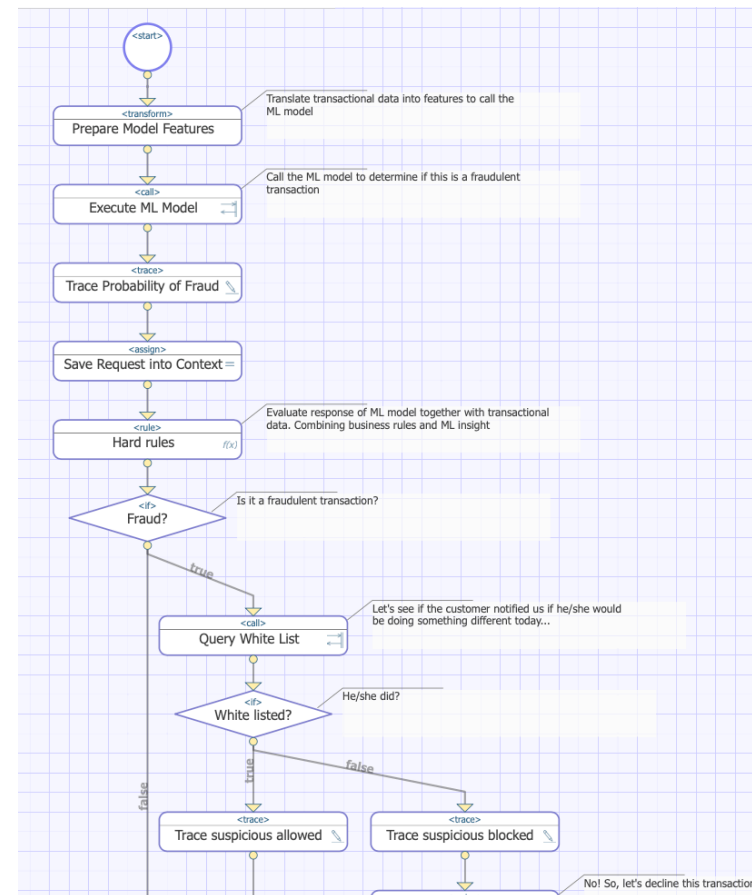 <start>
<transform>
Prepare Model Features
Translate transactional data into features to call the
ML model
<call>
Execute ML Model
Call the ML model to determine if this is a fraudulent
transaction
<trace>
Trace Probability of Fraud
<assign>
Save Request into Context
=
<rule>
Hard rules
f(x)
Evaluate response of ML model together with transactional
data. Combining business rules and ML insight
<if>
Fraud?
Is it a fraudulent transaction?
true
<call>
Query White List
Let's see if the customer notified us if he/she would
be doing something different today...
<if>
White listed?
He/she did?
false
true
false
<trace>
Trace suspicious allowed
<trace>
Trace suspicious blocked
No! So, let's decline this transactio